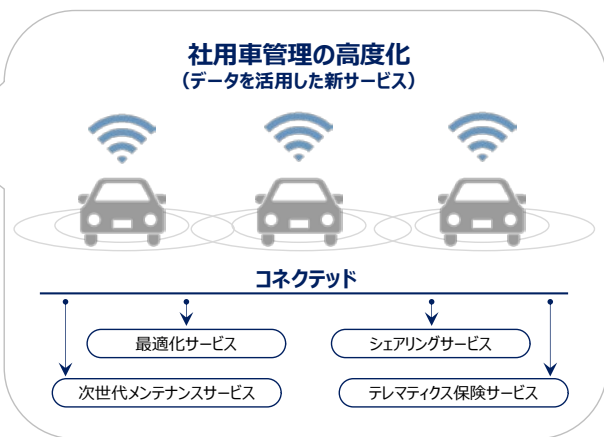 社用車管理の高度化
（データを活用した新サービス）
コネクテッド
最適化サービス
シェアリングサービス
次世代メンテナンスサービス
テレマティクス保険サービス